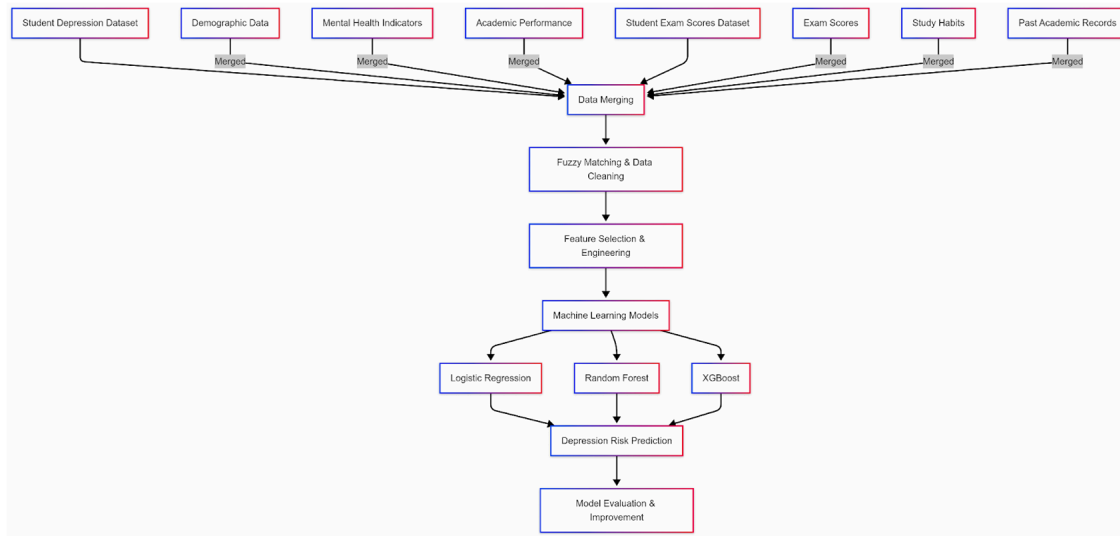 Student Depression Dataset
Demographic Data
Mental Health Indicators
Academic Performance
Student Exam Scores Dataset
Exam Scores
Study Habits
Past Academic Records
Merged
Merged
Merged
Merged
Merged
Merged
Data Merging
Fuzzy Matching & Data
Cleaning
Feature Selection &
Engineering
Machine Learning Models
Logistic Regression
Random Forest
XGBoost
Depression Risk Prediction
Model Evaluation &
Improvement